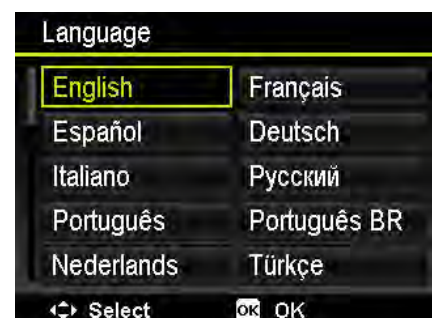 Language
English Français
Español Deutsch
Italiano Русский
Português Português BR
Nederlands Türkçe
Select OK OK